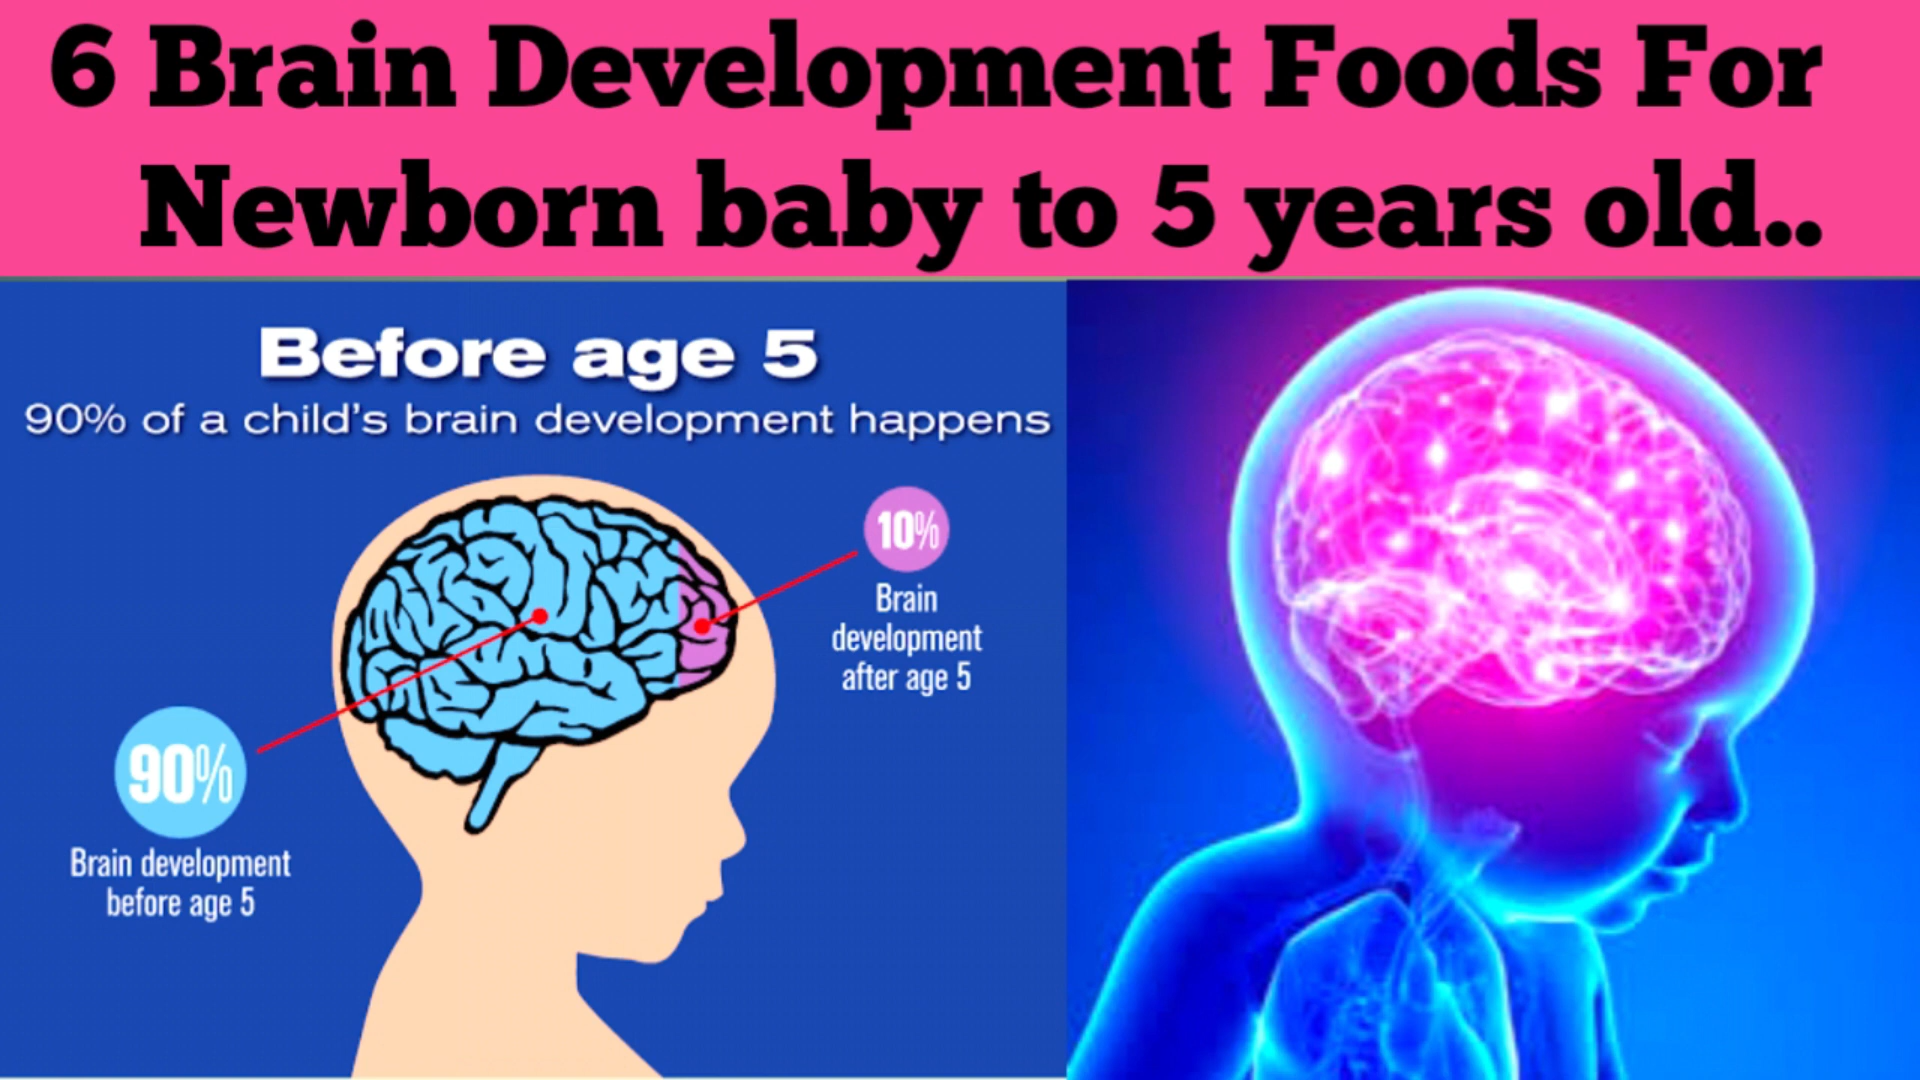 6 Brain Development Foods For
Newborn baby to 5 years old..
Before age 5
90% of a child's brain development happens
10%
Brain
development
after age 5
90%
Brain development
before age 5